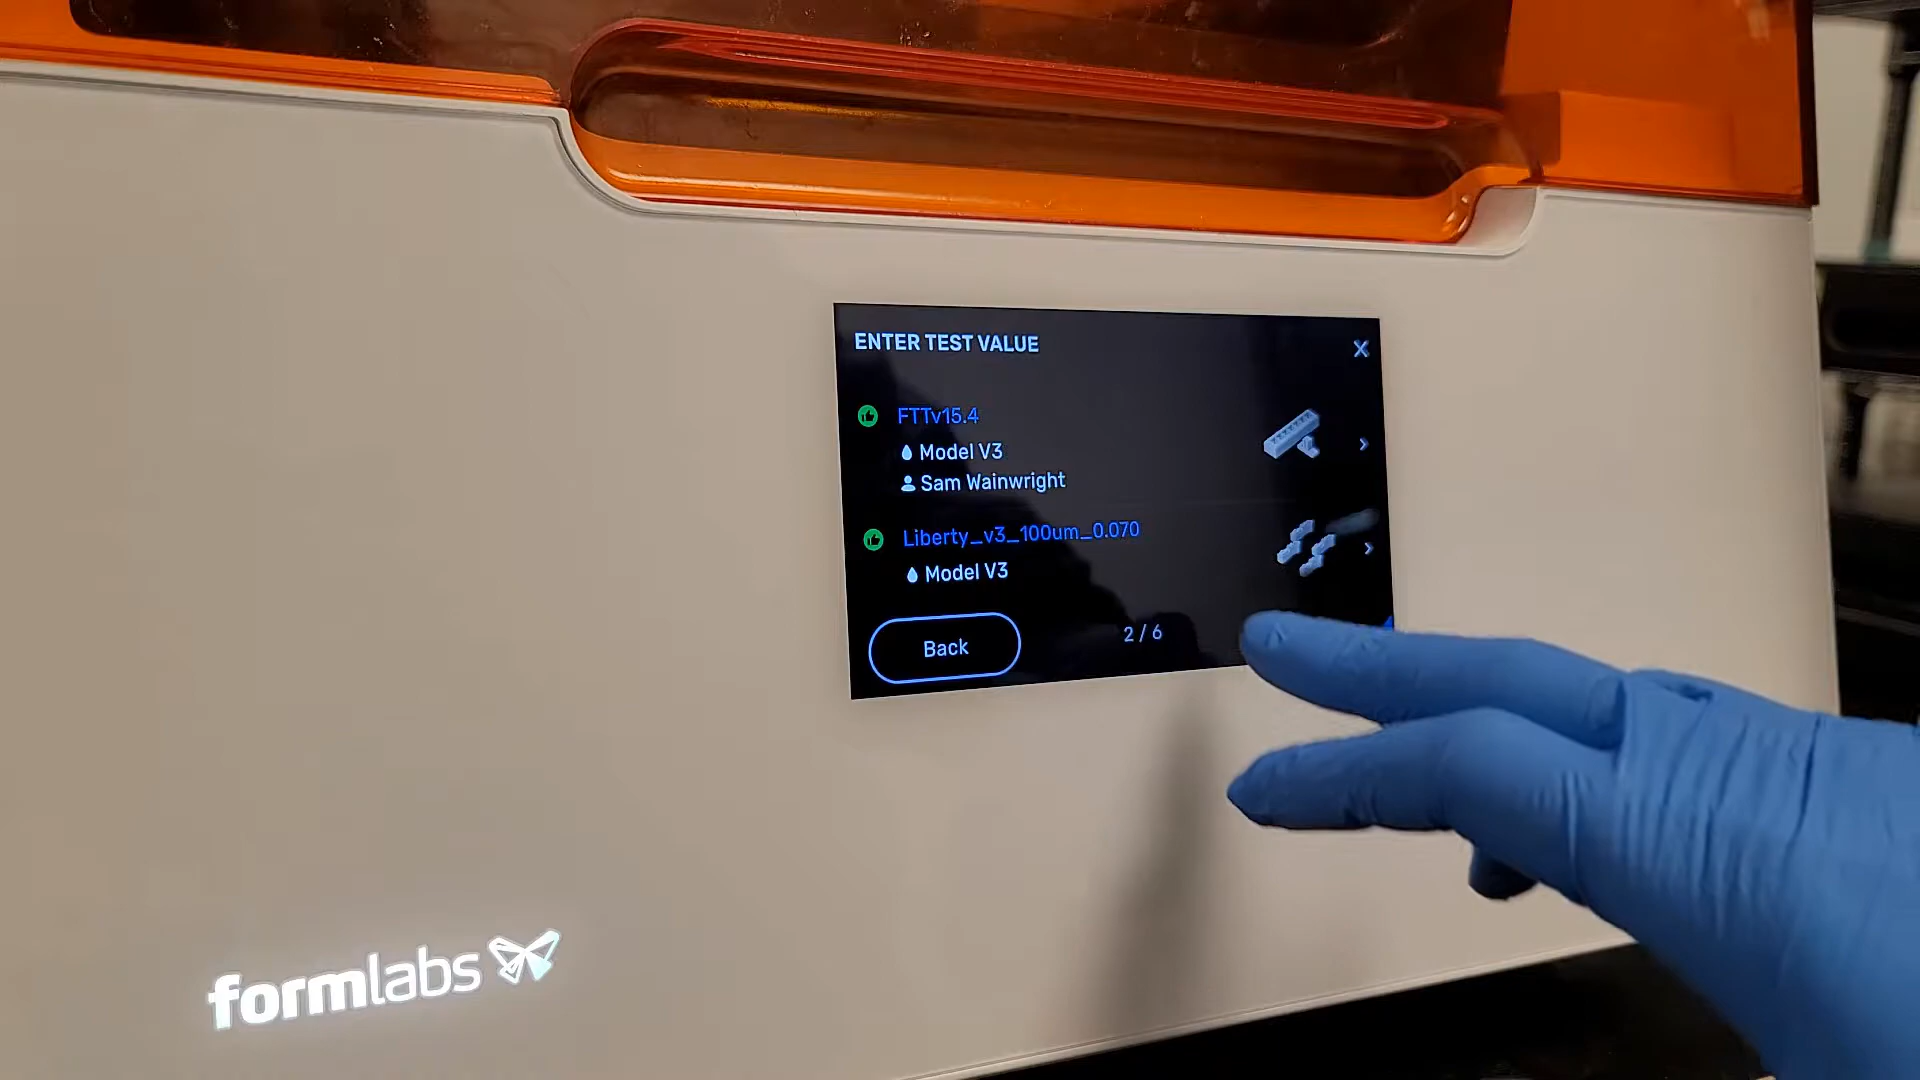 ENTER TEST VALUE
X
FTTv15.4
Model V3
Sam Wainwright
Liberty_v3_100um_0.070
Model V3
Back
2 / 6
formlabs